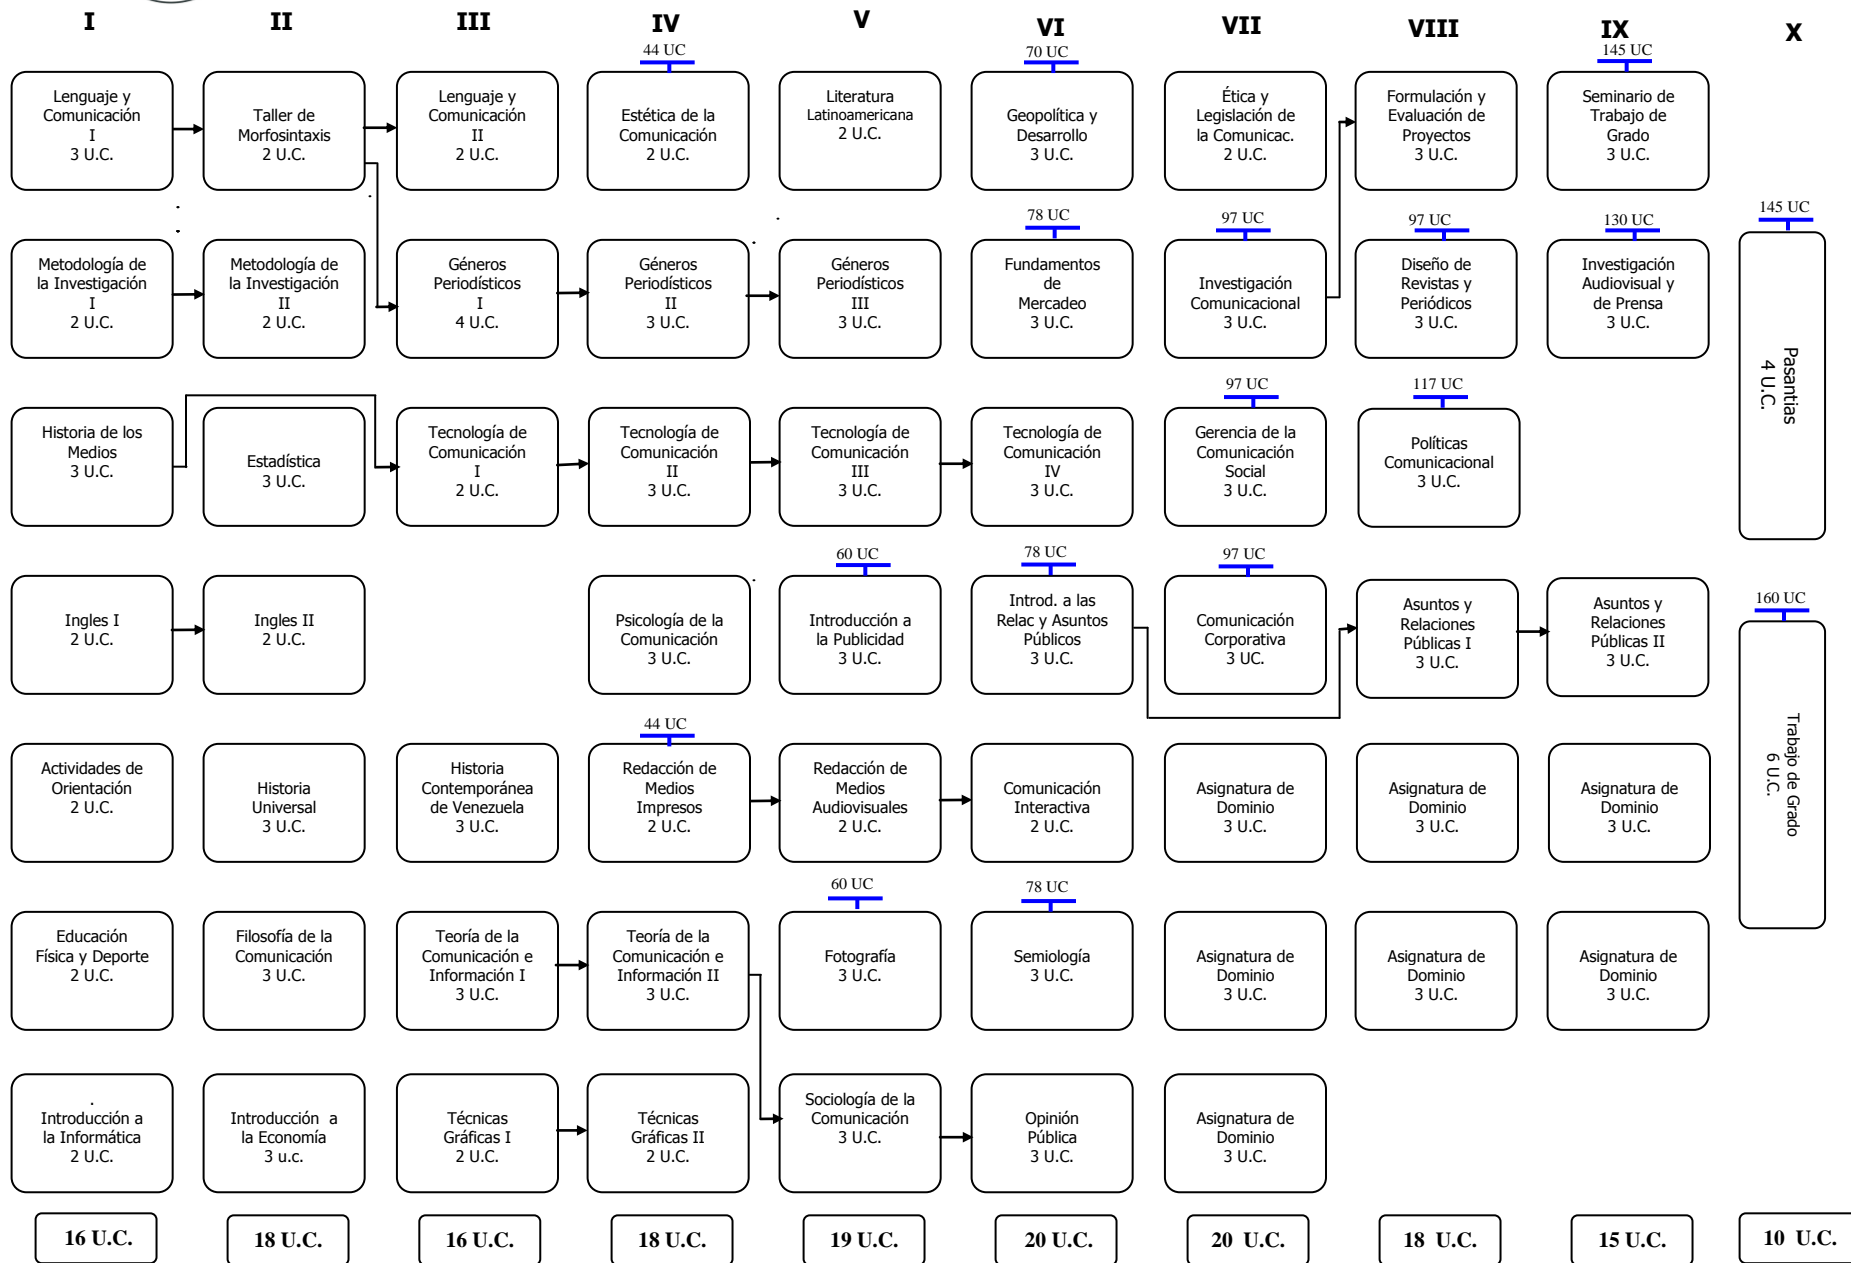 I
II
III
IV
V
VI
VII
VIII
IX
X
44 UC
70 UC
145 UC
Lenguaje y
Comunicación
I
3 U.C.
Taller de
Morfosintaxis
2 U.C.
Lenguaje y
Comunicación
II
2 U.C.
Estética de la
Comunicación
2 U.C.
Literatura
Latinoamericana
2 U.C.
Geopolítica y
Desarrollo
3 U.C.
Ética y
Legislación de
la Comunicac.
2 U.C.
Formulación y
Evaluación de
Proyectos
3 U.C.
Seminario de
Trabajo de
Grado
3 U.C.
78 UC
97 UC
97 UC
130 UC
145 UC
Metodología de
la Investigación
I
2 U.C.
Metodología de
la Investigación
II
2 U.C.
Géneros
Periodísticos
I
4 U.C.
Géneros
Periodísticos
II
3 U.C.
Géneros
Periodísticos
III
3 U.C.
Fundamentos
de
Mercadeo
3 U.C.
Investigación
Comunicacional
3 U.C.
Diseño de
Revistas y
Periódicos
3 U.C.
Investigación
Audiovisual y
de Prensa
3 U.C.
Pasantias
4 U.C.
97 UC
117 UC
Historia de los
Medios
3 U.C.
Estadística
3 U.C.
Tecnología de
Comunicación
I
2 U.C.
Tecnología de
Comunicación
II
3 U.C.
Tecnología de
Comunicación
III
3 U.C.
Tecnología de
Comunicación
IV
3 U.C.
Gerencia de la
Comunicación
Social
3 U.C.
Políticas
Comunicacional
3 U.C.
60 UC
78 UC
97 UC
160 UC
Ingles I
2 U.C.
Ingles II
2 U.C.
Psicología de la
Comunicación
3 U.C.
Introducción a
la Publicidad
3 U.C.
Introd. a las
Relac y Asuntos
Públicos
3 U.C.
Comunicación
Corporativa
3 UC.
Asuntos y
Relaciones
Públicas I
3 U.C.
Asuntos y
Relaciones
Públicas II
3 U.C.
Trabajo de Grado
6 U.C.
44 UC
Actividades de
Orientación
2 U.C.
Historia
Universal
3 U.C.
Historia
Contemporánea
de Venezuela
3 U.C.
Redacción de
Medios
Impresos
2 U.C.
Redacción de
Medios
Audiovisuales
2 U.C.
Comunicación
Interactiva
2 U.C.
Asignatura de
Dominio
3 U.C.
Asignatura de
Dominio
3 U.C.
Asignatura de
Dominio
3 U.C.
60 UC
78 UC
Educación
Física y Deporte
2 U.C.
Filosofía de la
Comunicación
3 U.C.
Teoría de la
Comunicación e
Información I
3 U.C.
Teoría de la
Comunicación e
Información II
3 U.C.
Fotografía
3 U.C.
Semiología
3 U.C.
Asignatura de
Dominio
3 U.C.
Asignatura de
Dominio
3 U.C.
Asignatura de
Dominio
3 U.C.
Introducción a
la Informática
2 U.C.
Introducción a
la Economía
3 u.c.
Técnicas
Gráficas I
2 U.C.
Técnicas
Gráficas II
2 U.C.
Sociología de la
Comunicación
3 U.C.
Opinión
Pública
3 U.C.
Asignatura de
Dominio
3 U.C.
16 U.C.
18 U.C.
16 U.C.
18 U.C.
19 U.C.
20 U.C.
20 U.C.
18 U.C.
15 U.C.
10 U.C.